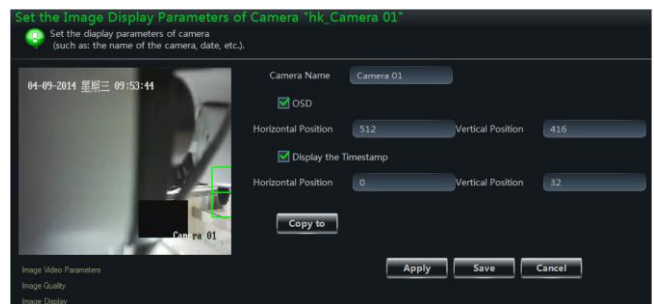 Set the Image Display Parameters of Camera "hk_Camera 01"
Set the diaplay parameters of camera
(such as: the name of the camera, date, etc.).
04-09-2014 星期三 09:53:44
Camera 01
Camera Name Camera 01
OSD
Horizontal Position 512 Vertical Position 416
Display the Timestamp
Horizontal Position 0 Vertical Position 32
Copy to
Apply Save Cancel
Image Video Parameters
Image Quality
Image Display